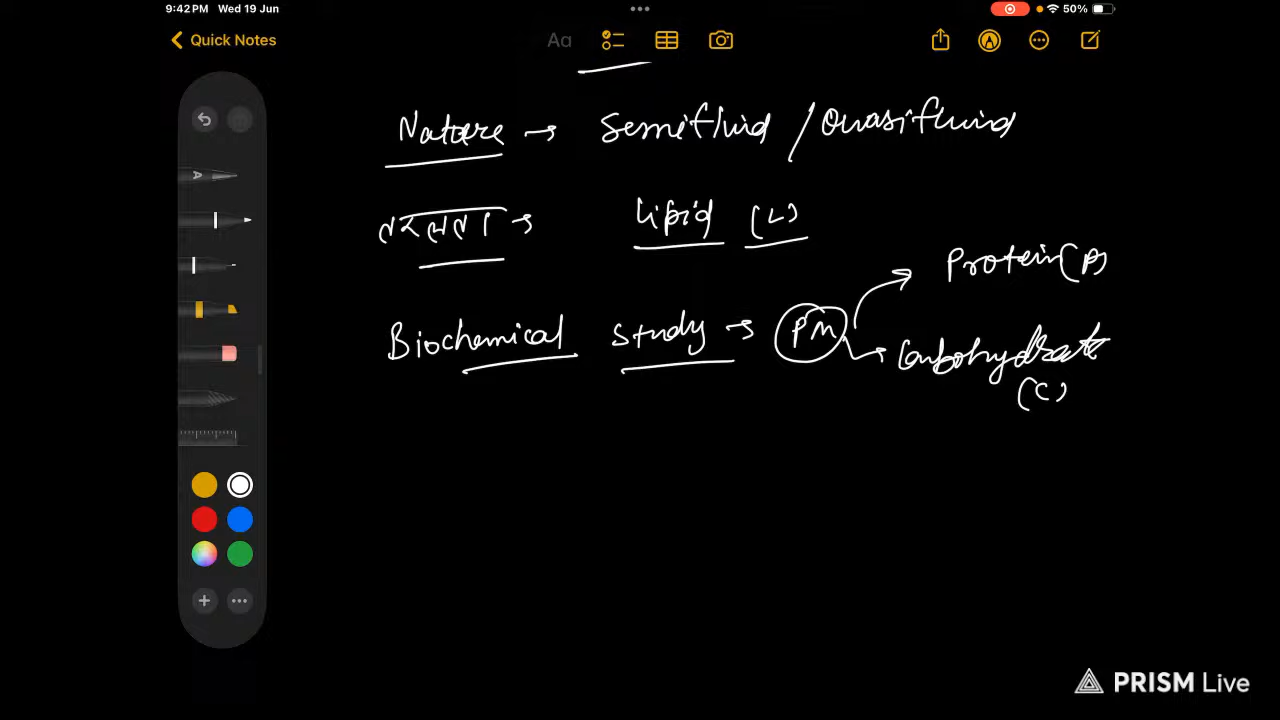 9:42 PM Wed 19 Jun 50%
Quick Notes Aa
Nature → Semifluid / Quasifluid
→ Lipid (L)
Protein (P)
Biochemical Study → PM
Carbohydrate
(C)
PRISM Live